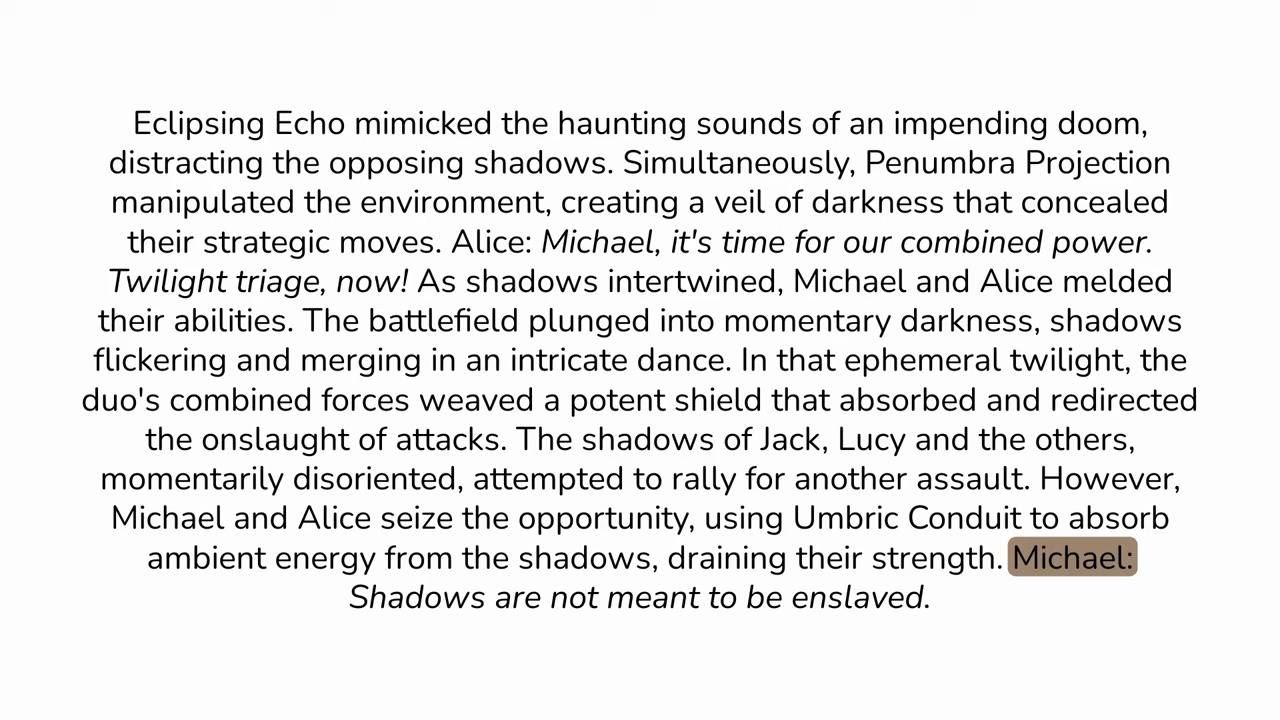 Eclipsing Echo mimicked the haunting sounds of an impending doom,
distracting the opposing shadows. Simultaneously, Penumbra Projection
manipulated the environment, creating a veil of darkness that concealed
their strategic moves. Alice: Michael, it's time for our combined power.
Twilight triage, now! As shadows intertwined, Michael and Alice melded
their abilities. The battlefield plunged into momentary darkness, shadows
flickering and merging in an intricate dance. In that ephemeral twilight, the
duo's combined forces weaved a potent shield that absorbed and redirected
the onslaught of attacks. The shadows of Jack, Lucy and the others,
momentarily disoriented, attempted to rally for another assault. However,
Michael and Alice seize the opportunity, using Umbric Conduit to absorb
ambient energy from the shadows, draining their strength. Michael:
Shadows are not meant to be enslaved.